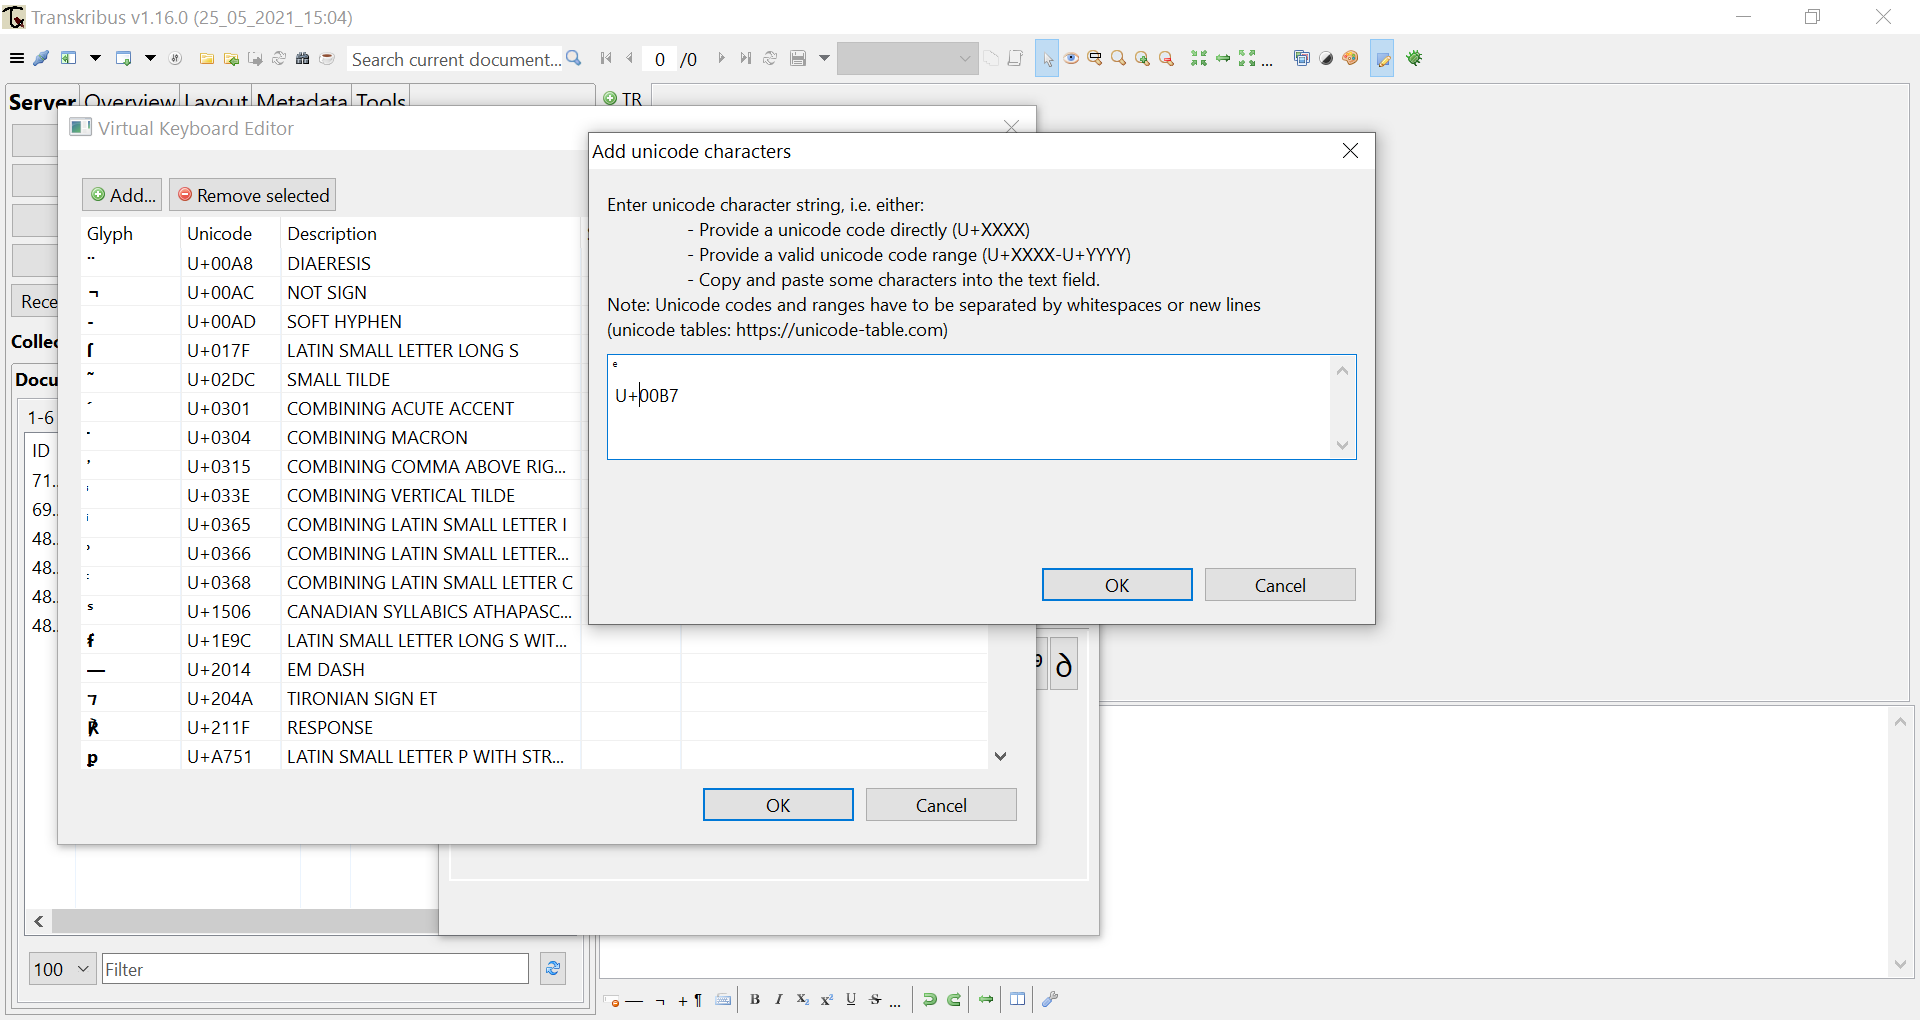 Transkribus v1.16.0 (25_05_2021_15:04)
Search current document...
0 /0
...
Server Overview Layout Metadata Tools
TR
Virtual Keyboard Editor
Add... Remove selected
Glyph Unicode Description
¨ U+00A8 DIAERESIS
¬ U+00AC NOT SIGN
- U+00AD SOFT HYPHEN
ſ U+017F LATIN SMALL LETTER LONG S
˜ U+02DC SMALL TILDE
U+0301 COMBINING ACUTE ACCENT
U+0304 COMBINING MACRON
U+0315 COMBINING COMMA ABOVE RIG...
U+033E COMBINING VERTICAL TILDE
U+0365 COMBINING LATIN SMALL LETTER I
U+0366 COMBINING LATIN SMALL LETTER...
U+0368 COMBINING LATIN SMALL LETTER C
ᔆ U+1506 CANADIAN SYLLABICS ATHAPASC...
ẜ U+1E9C LATIN SMALL LETTER LONG S WIT...
— U+2014 EM DASH
⁊ U+204A TIRONIAN SIGN ET
℟ U+211F RESPONSE
ꝑ U+A751 LATIN SMALL LETTER P WITH STR...
OK Cancel
Add unicode characters
Enter unicode character string, i.e. either:
- Provide a unicode code directly (U+XXXX)
- Provide a valid unicode code range (U+XXXX-U+YYYY)
- Copy and paste some characters into the text field.
Note: Unicode codes and ranges have to be separated by whitespaces or new lines
(unicode tables: https://unicode-table.com)
e
U+00B7
OK Cancel
Rece
Collec
Docu
1-6
ID
71..
69..
48..
48..
48..
48..
100 Filter
∂
— ¬ + ¶ B I X₂ X² U S ...